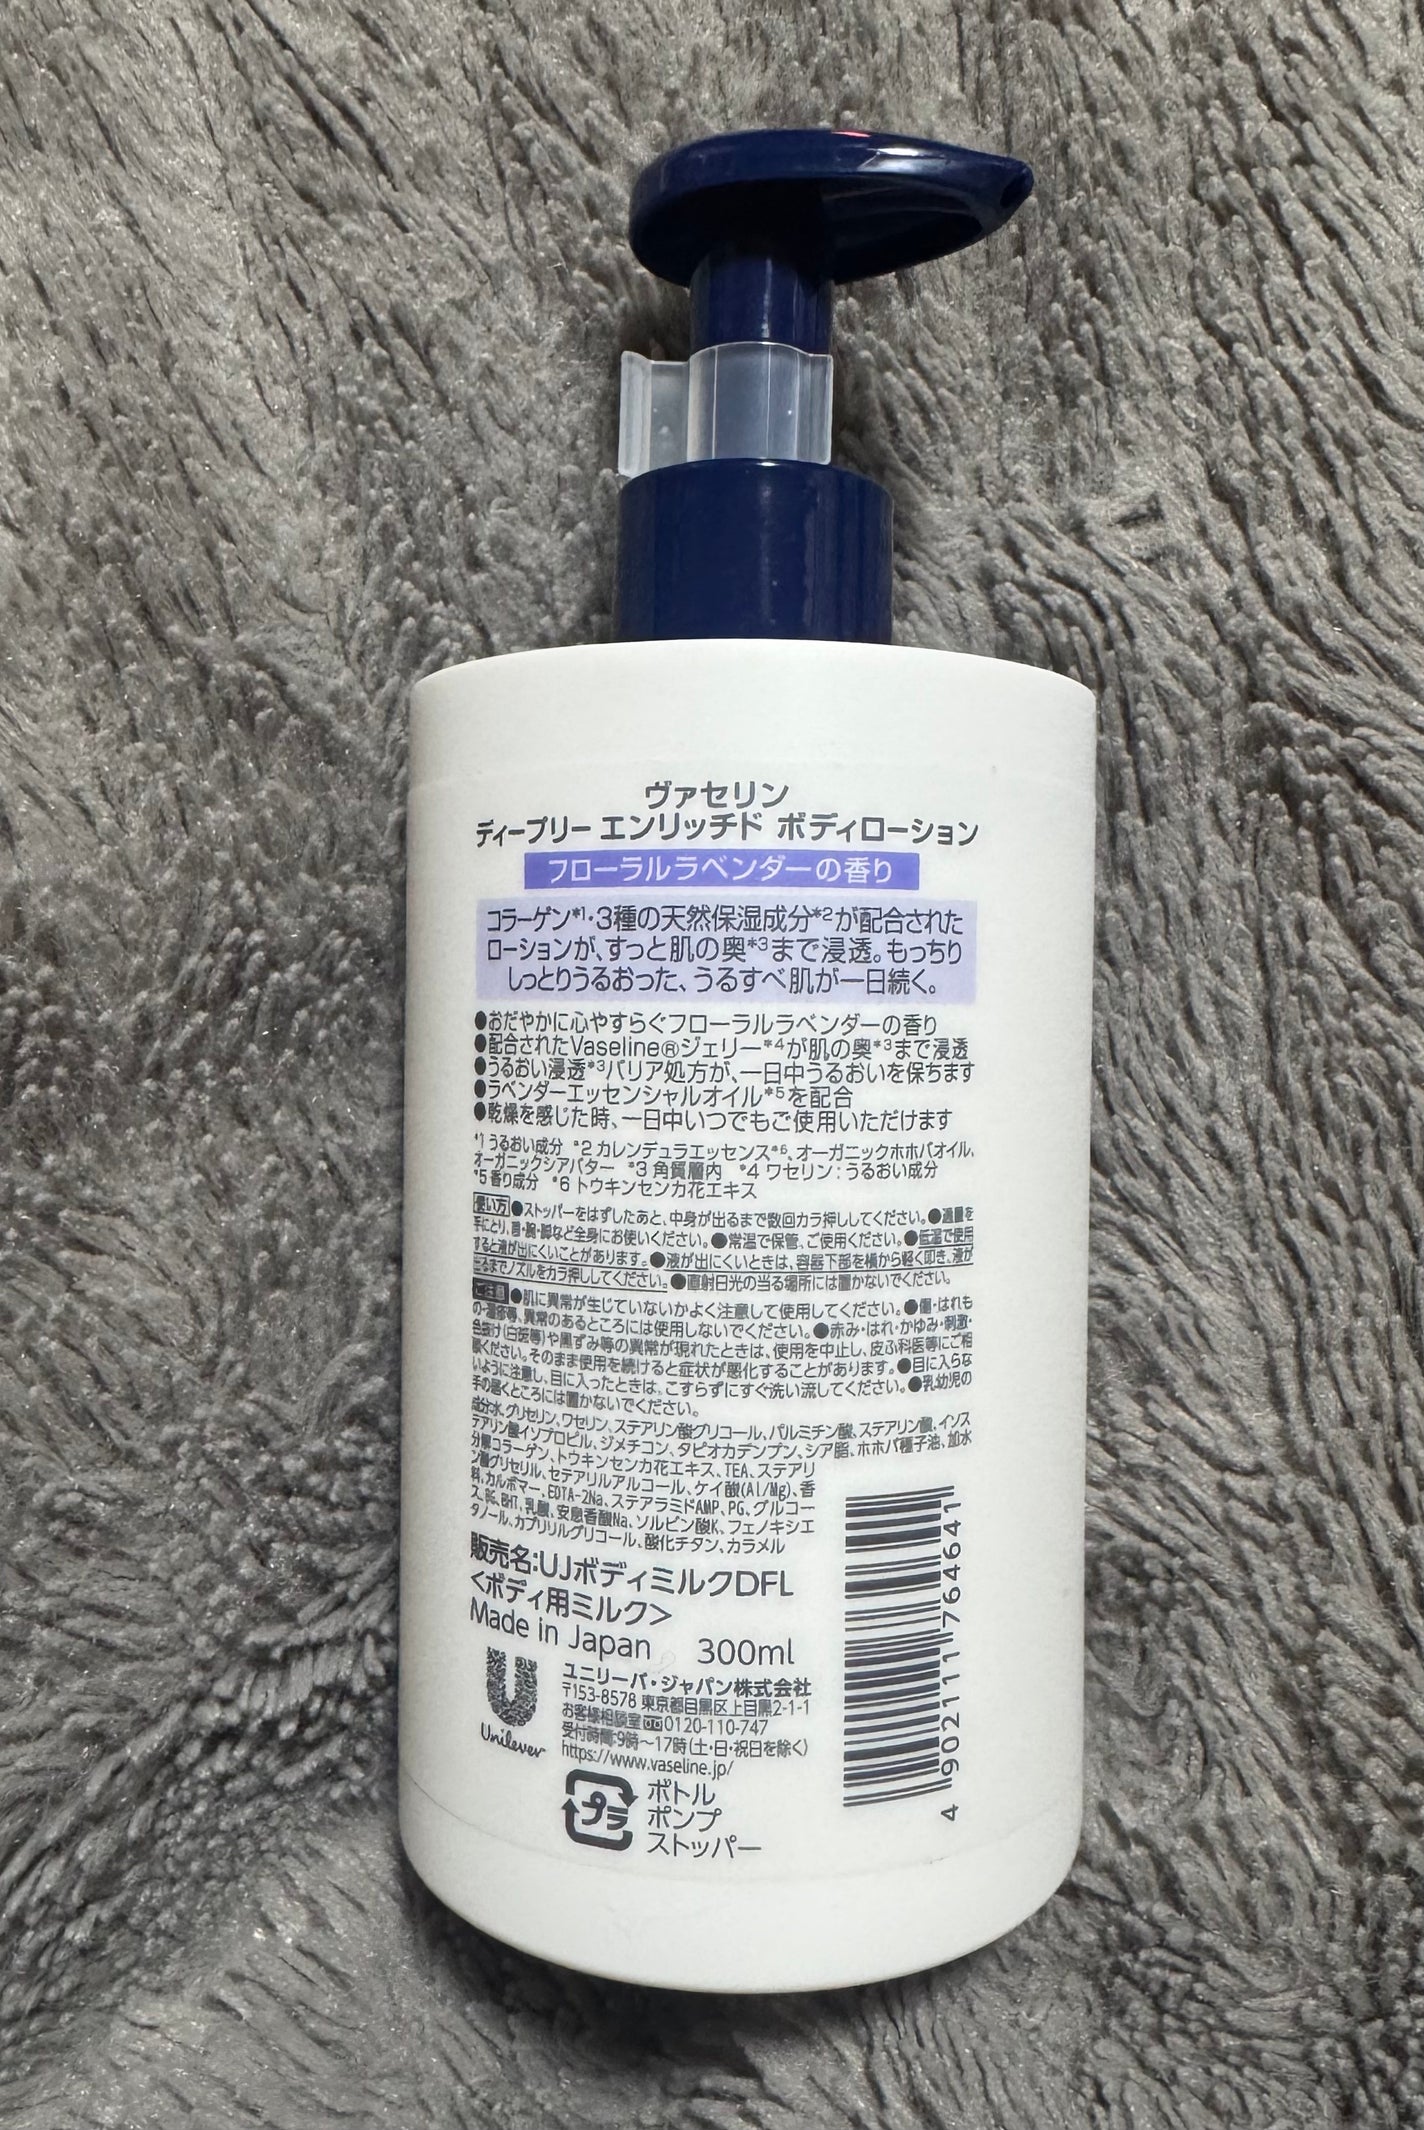 ヴァセリン
ディープリー エンリッチド ボディローション
フローラルラベンダーの香り
コラーゲン*1・3種の天然保湿成分*2が配合された
ローションが、すっと肌の奥*3まで浸透。もっちり
しっとりうるおった、うるすべ肌が一日続く。
●おだやかに心やすらぐフローラルラベンダーの香り
●配合されたVaseline®ジェリー*4が肌の奥*3まで浸透
●うるおい浸透*3バリア処方が、一日中うるおいを保ちます
●ラベンダーエッセンシャルオイル*5を配合
●乾燥を感じた時、一日中いつでもご使用いただけます
*1 うるおい成分 *2 カレンデュラエッセンス*6、オーガニックホホバオイル、
オーガニックシアバター *3 角質層内 *4 ワセリン：うるおい成分
*5 香り成分 *6 トウキンセンカ花エキス
使い方●ストッパーをはずしたあと、中身が出るまで数回カラ押ししてください。●適量を
手にとり、肩・腕・脚など全身にお使いください。●常温で保管、ご使用ください。●低温で使用
すると液が出にくいことがあります。●液が出にくいときは、容器下部を横から軽く叩き、液が
出るまでノズルをカラ押ししてください。●直射日光の当る場所には置かないでください。
ご注意●肌に異常が生じていないかよく注意して使用してください。●傷・はれも
の・湿疹等、異常のあるところには使用しないでください。●赤み・はれ・かゆみ・刺激・
色抜け(白斑等)や黒ずみ等の異常が現れたときは、使用を中止し、皮ふ科医等にご相
談ください。そのまま使用を続けると症状が悪化することがあります。●目に入らな
いように注意し、目に入ったときは、こすらずにすぐ洗い流してください。●乳幼児の
手の届くところには置かないでください。
成分:水、グリセリン、ワセリン、ステアリン酸グリコール、パルミチン酸、ステアリン酸、イソス
テアリン酸イソプロピル、ジメチコン、タピオカデンプン、シア脂、ホホバ種子油、加水
分解コラーゲン、トウキンセンカ花エキス、TEA、ステアリ
ン酸グリセリル、セテアリルアルコール、ケイ酸(Al/Mg)、香
料、カルボマー、EDTA-2Na、ステアラミドAMP、PG、グルコー
ス、BG、BHT、乳酸、安息香酸Na、ソルビン酸K、フェノキシエ
タノール、カプリリルグリコール、酸化チタン、カラメル
販売名:UJボディミルクDFL
<ボディ用ミルク>
Made in Japan 300ml
Unilever
ユニリーバ・ジャパン株式会社
〒153-8578 東京都目黒区上目黒2-1-1
お客様相談室 0120-110-747
受付時間:9時～17時(土・日・祝日を除く)
https://www.vaseline.jp/
プラ
ボトル
ポンプ
ストッパー
4902111764641